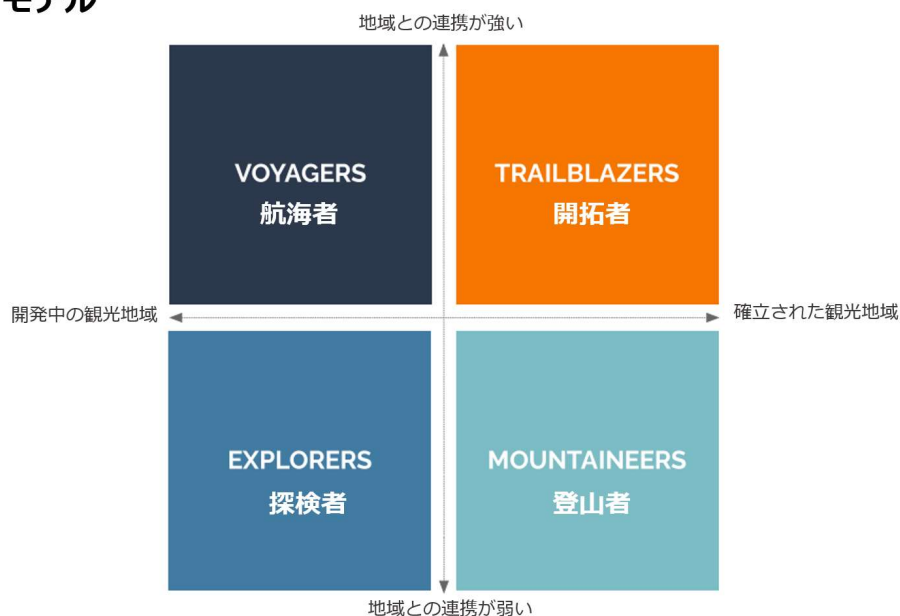 モデル
地域との連携が強い
VOYAGERS
航海者
TRAILBLAZERS
開拓者
開発中の観光地域
確立された観光地域
EXPLORERS
探検者
MOUNTAINEERS
登山者
地域との連携が弱い